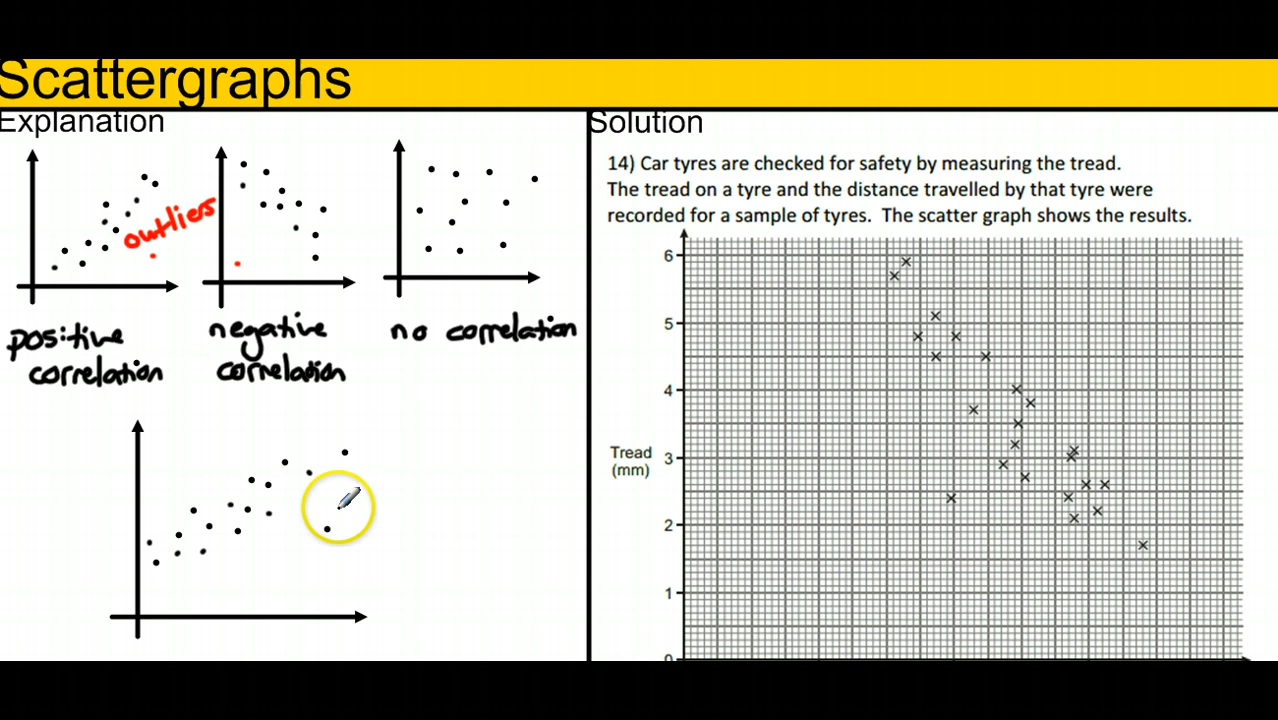 Scattergraphs
Explanation
outliers
positive
correlation
negative
correlation
no correlation
Solution
14) Car tyres are checked for safety by measuring the tread.
The tread on a tyre and the distance travelled by that tyre were
recorded for a sample of tyres. The scatter graph shows the results.
6
5
4
Tread
(mm)
3
2
1
0